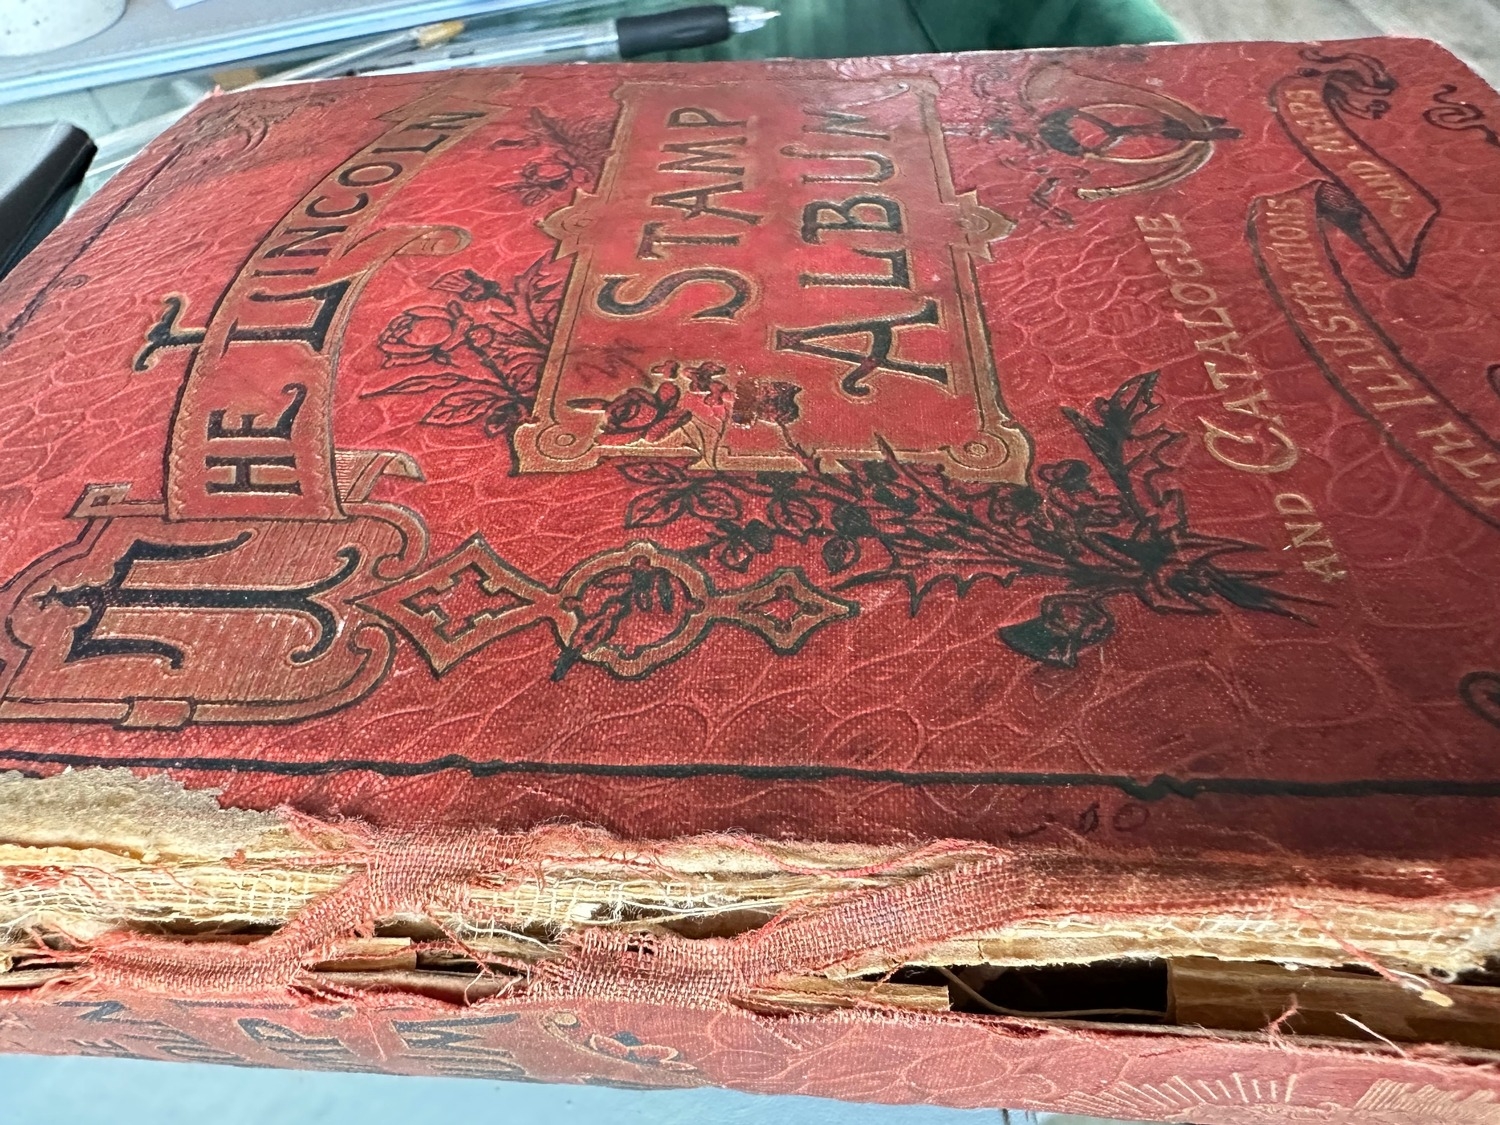 THE LINCOLN
STAMP
ALBUM
AND CATALOGUE
WITH ILLUSTRATIONS
AND MAPS